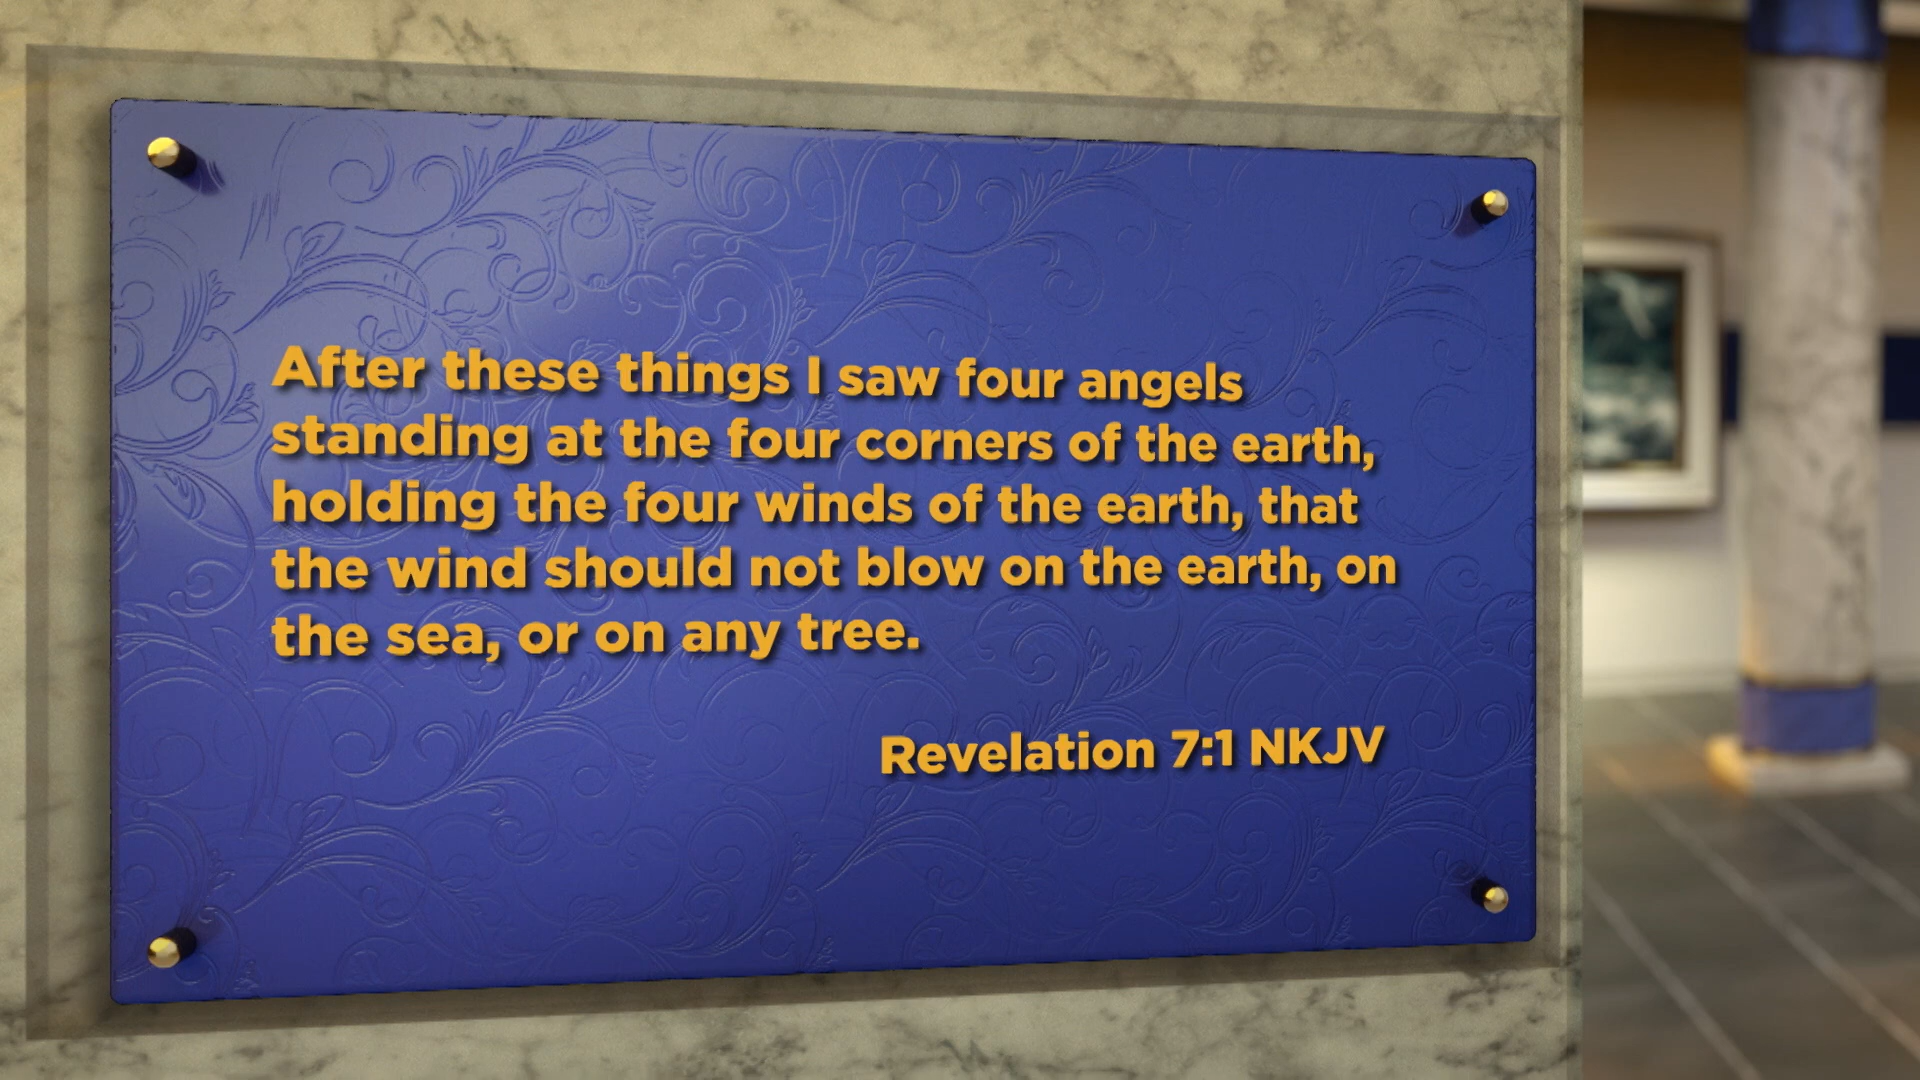 After these things I saw four angels
standing at the four corners of the earth,
holding the four winds of the earth, that
the wind should not blow on the earth, on
the sea, or on any tree.
Revelation 7:1 NKJV